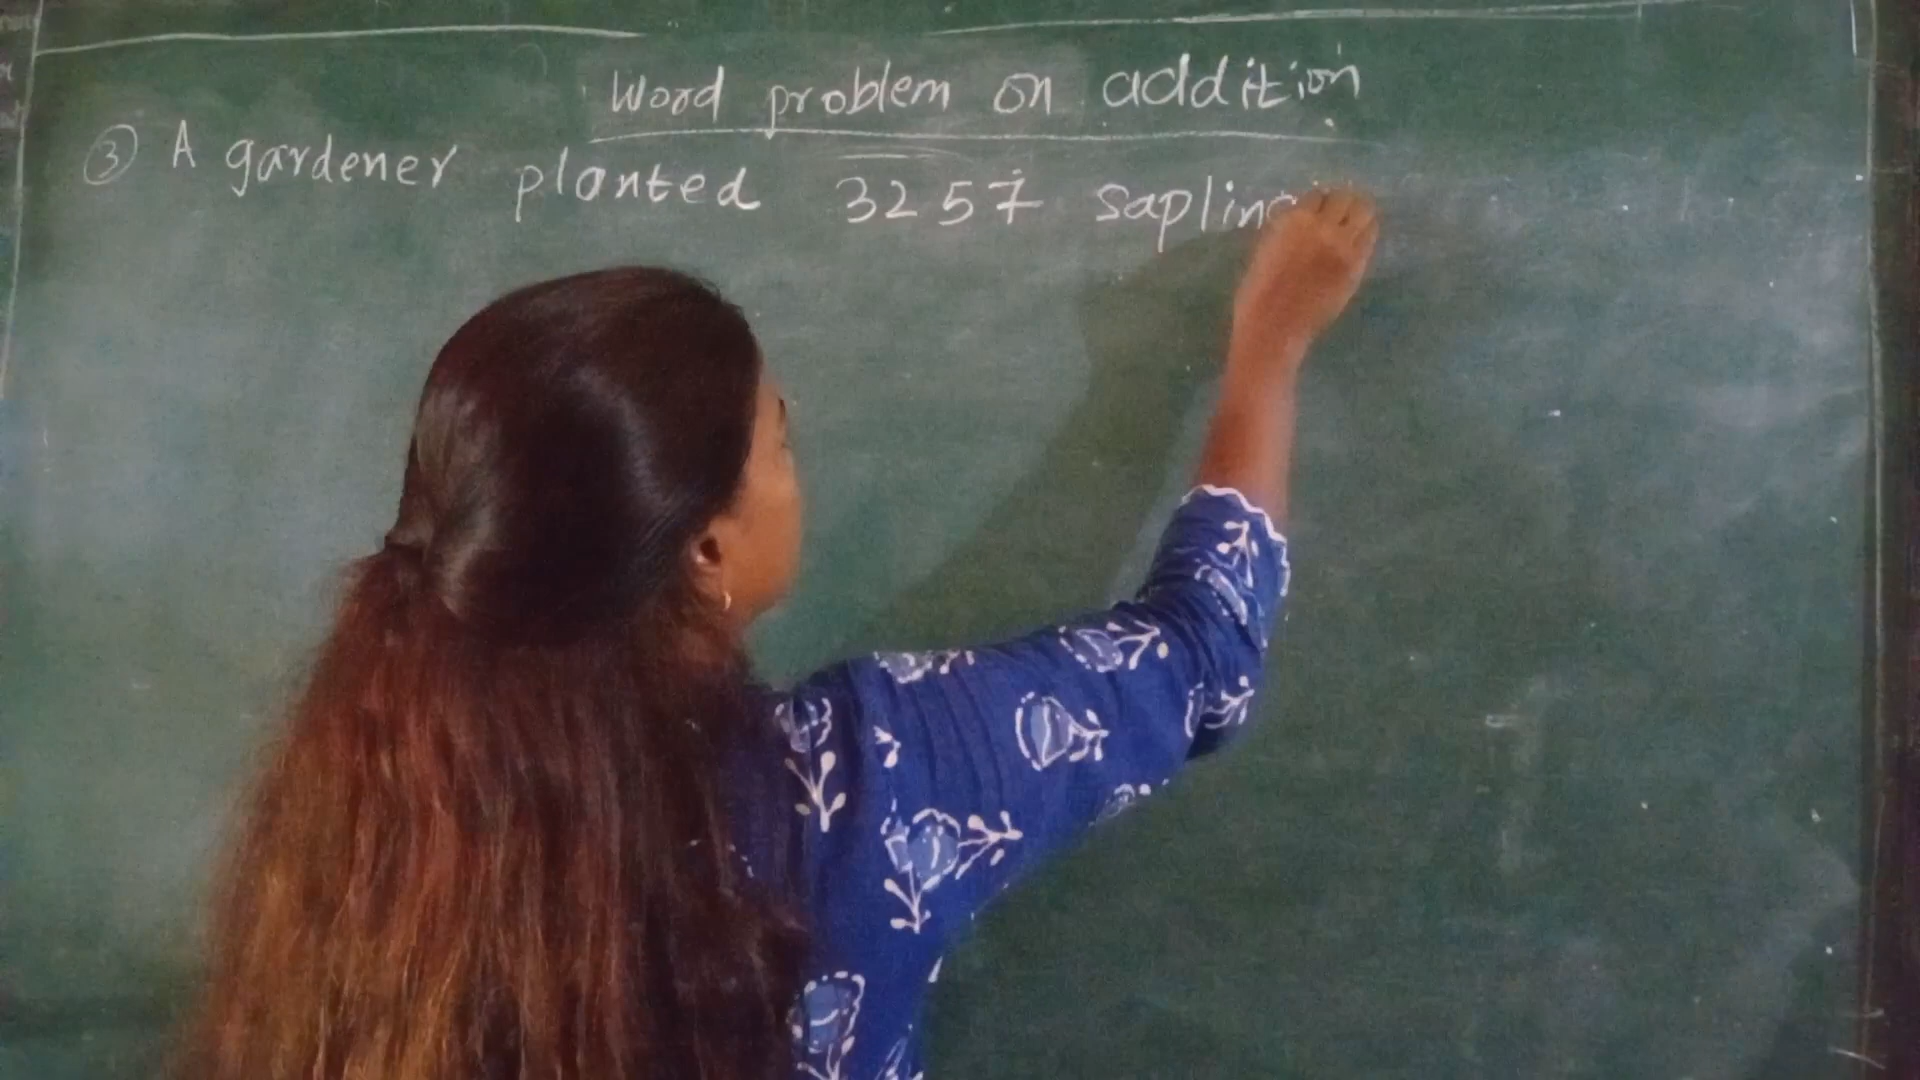 Word problem on addition
③ A gardener planted 3257 sapling